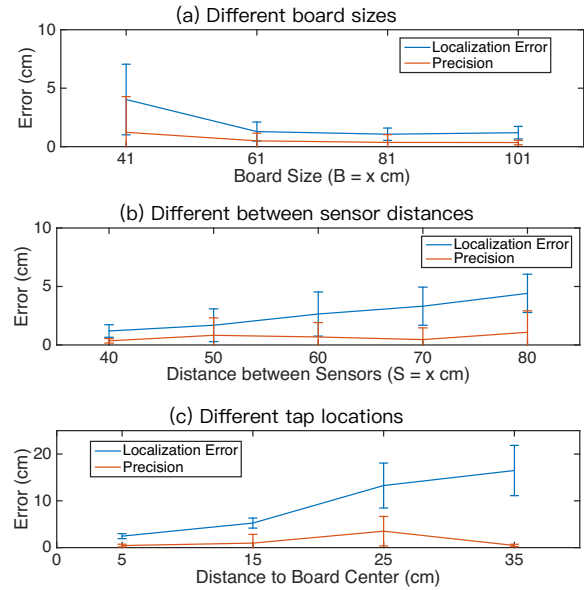 (a) Different board sizes
10
5
0
Error (cm)
Localization Error
Precision
41 61 81 101
Board Size (B = x cm)
(b) Different between sensor distances
10
5
0
Error (cm)
Localization Error
Precision
40 50 60 70 80
Distance between Sensors (S = x cm)
(c) Different tap locations
20
10
0
Error (cm)
Localization Error
Precision
5 15 25 35
Distance to Board Center (cm)